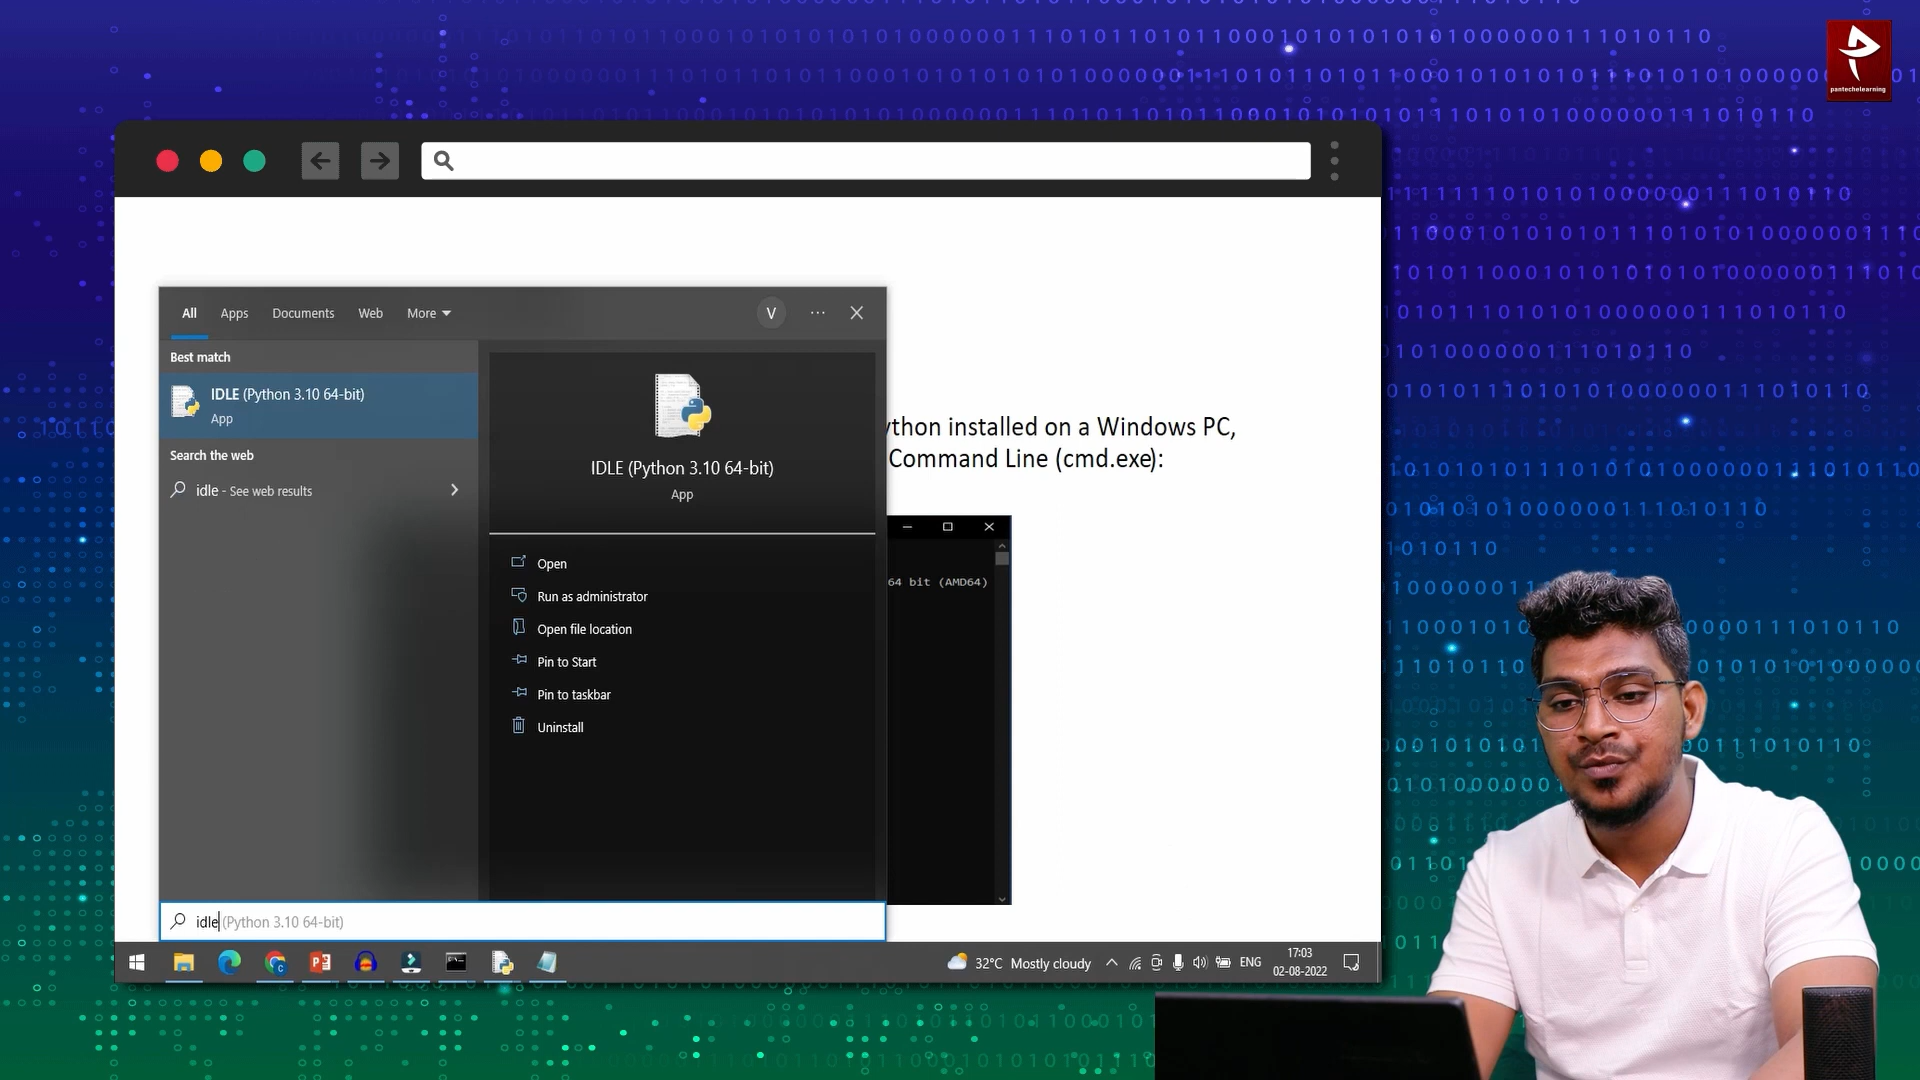 pantechelearning
All Apps Documents Web More V
Best match
IDLE (Python 3.10 64-bit)
App
Search the web
idle - See web results
IDLE (Python 3.10 64-bit)
App
Open
Run as administrator
Open file location
Pin to Start
Pin to taskbar
Uninstall
ython installed on a Windows PC,
Command Line (cmd.exe):
64 bit (AMD64)
idle (Python 3.10 64-bit)
32°C Mostly cloudy
ENG
17:03
02-08-2022